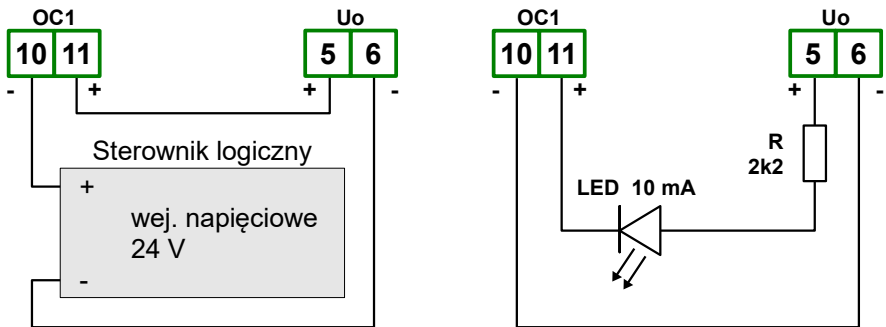 OC1
Uo
10 11
5 6
- +
+ -
Sterownik logiczny
+
wej. napięciowe
24 V
-
OC1
Uo
10 11
5 6
- +
+ -
R
2k2
LED 10 mA